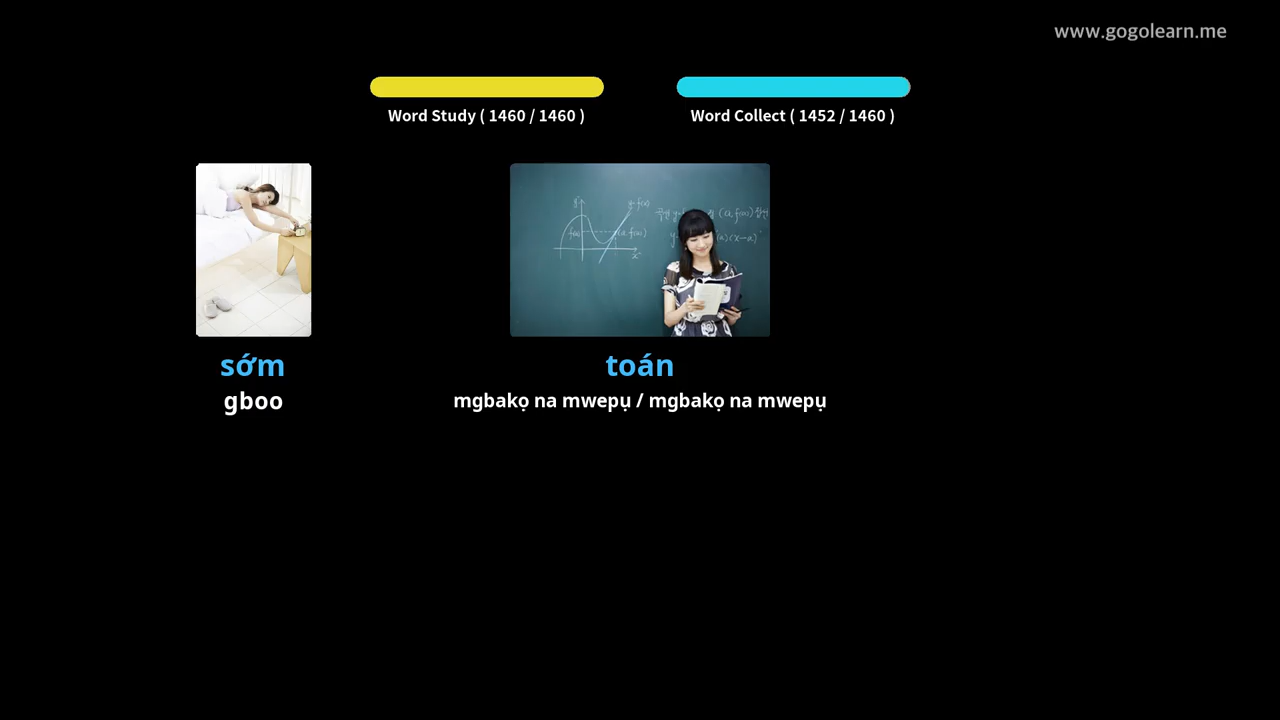 www.gogolearn.me
Word Study ( 1460 / 1460 )
Word Collect ( 1452 / 1460 )
sớm
gboo
toán
mgbakọ na mwepụ / mgbakọ na mwepụ